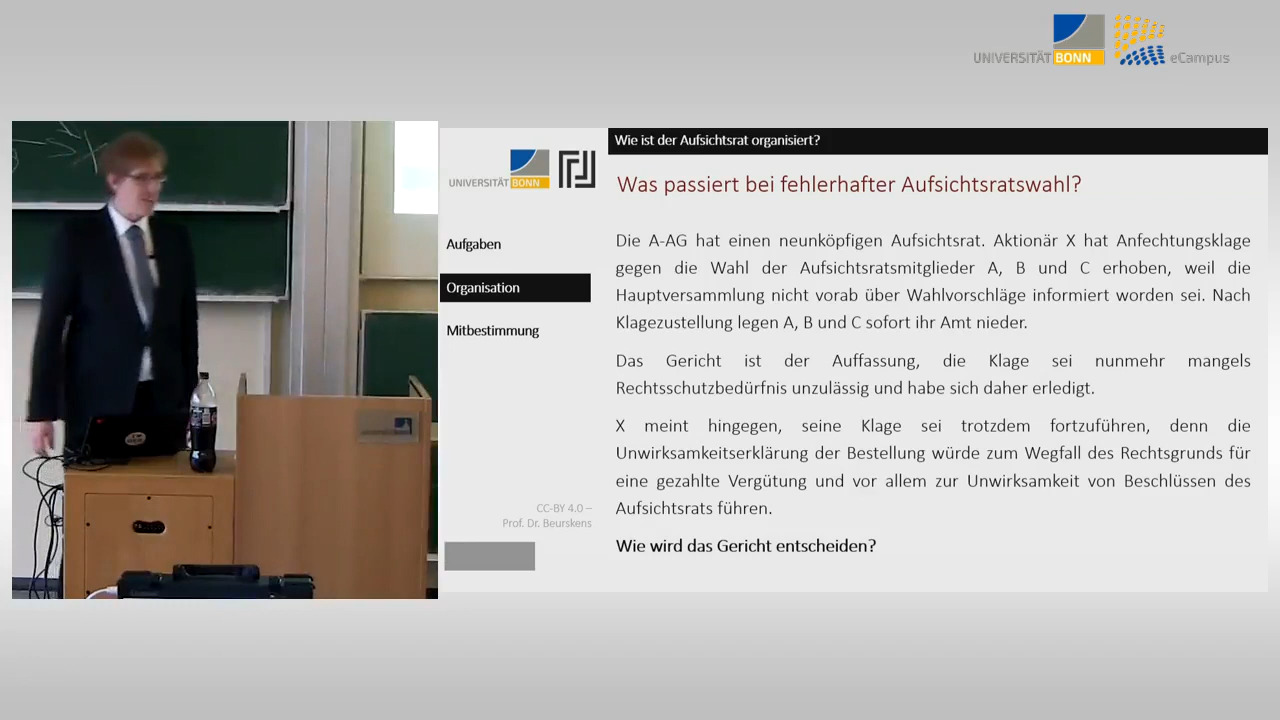 UNIVERSITÄT BONN
eCampus
Wie ist der Aufsichtsrat organisiert?
UNIVERSITÄT BONN
Was passiert bei fehlerhafter Aufsichtsratswahl?
Aufgaben
Organisation
Mitbestimmung
Die A-AG hat einen neunköpfigen Aufsichtsrat. Aktionär X hat Anfechtungsklage
gegen die Wahl der Aufsichtsratsmitglieder A, B und C erhoben, weil die
Hauptversammlung nicht vorab über Wahlvorschläge informiert worden sei. Nach
Klagezustellung legen A, B und C sofort ihr Amt nieder.
Das Gericht ist der Auffassung, die Klage sei nunmehr mangels
Rechtsschutzbedürfnis unzulässig und habe sich daher erledigt.
X meint hingegen, seine Klage sei trotzdem fortzuführen, denn die
Unwirksamkeitserklärung der Bestellung würde zum Wegfall des Rechtsgrunds für
eine gezahlte Vergütung und vor allem zur Unwirksamkeit von Beschlüssen des
Aufsichtsrats führen.
Wie wird das Gericht entscheiden?
CC-BY 4.0 –
Prof. Dr. Beurskens